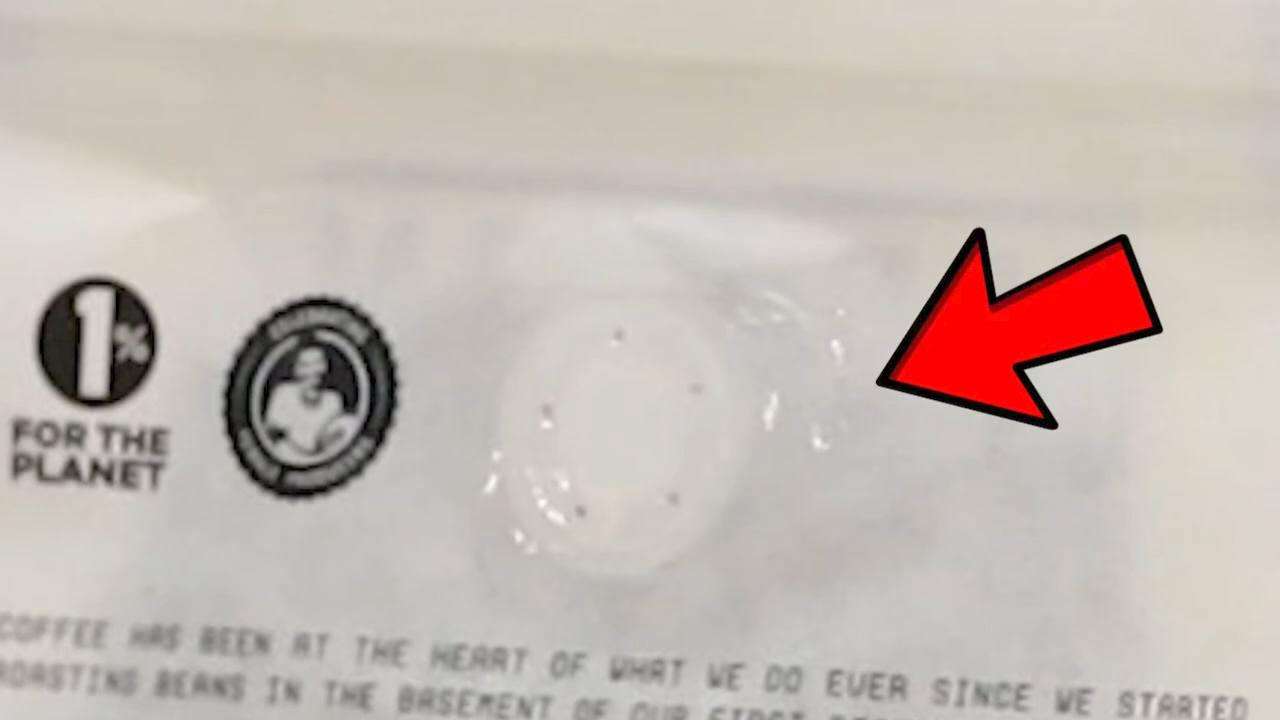 1%
FOR THE
PLANET
COFFEE HAS BEEN AT THE HEART OF WHAT WE DO EVER SINCE WE STARTED
ROASTING BEANS IN THE BASEMENT OF OUR FIRST